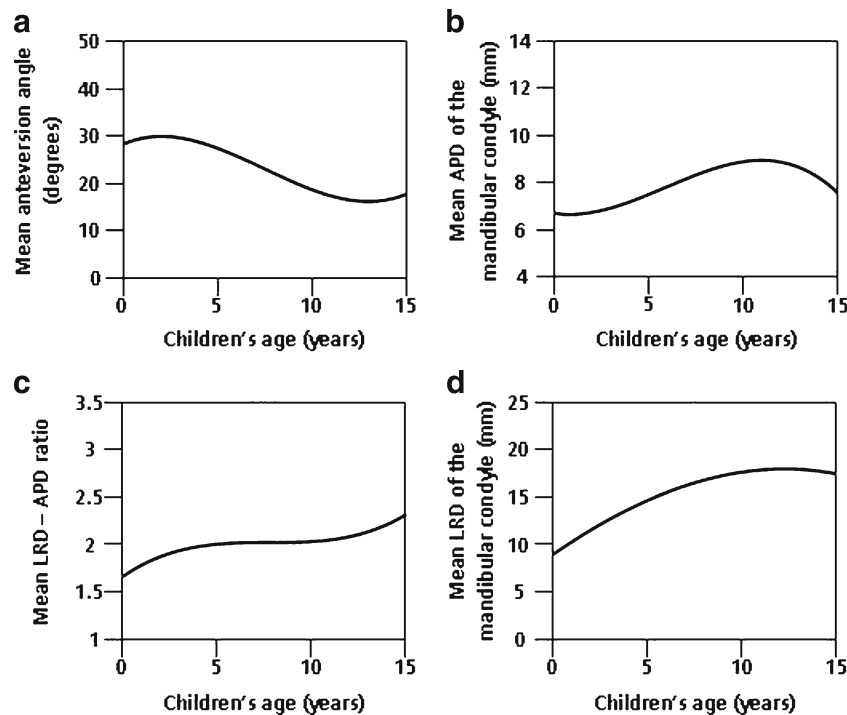 a
Mean anteversion angle
(degrees)
50
40
30
20
10
0
0 5 10 15
Children's age (years)
b
Mean APD of the
mandibular condyle (mm)
14
12
10
8
6
4
0 5 10 15
Children's age (years)
c
Mean LRD – APD ratio
3.5
3
2.5
2
1.5
1
0 5 10 15
Children's age (years)
d
Mean LRD of the
mandibular condyle (mm)
25
20
15
10
5
0
0 5 10 15
Children's age (years)